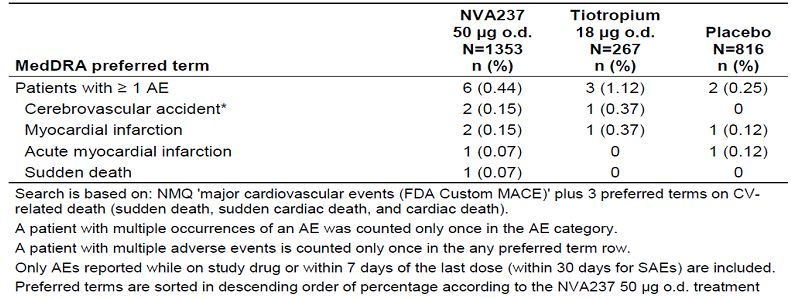 MedDRA preferred term NVA237 50 µg o.d. N=1353 n (%) Tiotropium 18 µg o.d. N=267 n (%) Placebo N=816 n (%)
Patients with ≥ 1 AE 6 (0.44) 3 (1.12) 2 (0.25)
Cerebrovascular accident* 2 (0.15) 1 (0.37) 0
Myocardial infarction 2 (0.15) 1 (0.37) 1 (0.12)
Acute myocardial infarction 1 (0.07) 0 1 (0.12)
Sudden death 1 (0.07) 0 0
Search is based on: NMQ 'major cardiovascular events (FDA Custom MACE)' plus 3 preferred terms on CV-
related death (sudden death, sudden cardiac death, and cardiac death).
A patient with multiple occurrences of an AE was counted only once in the AE category.
A patient with multiple adverse events is counted only once in the any preferred term row.
Only AEs reported while on study drug or within 7 days of the last dose (within 30 days for SAEs) are included.
Preferred terms are sorted in descending order of percentage according to the NVA237 50 µg o.d. treatment